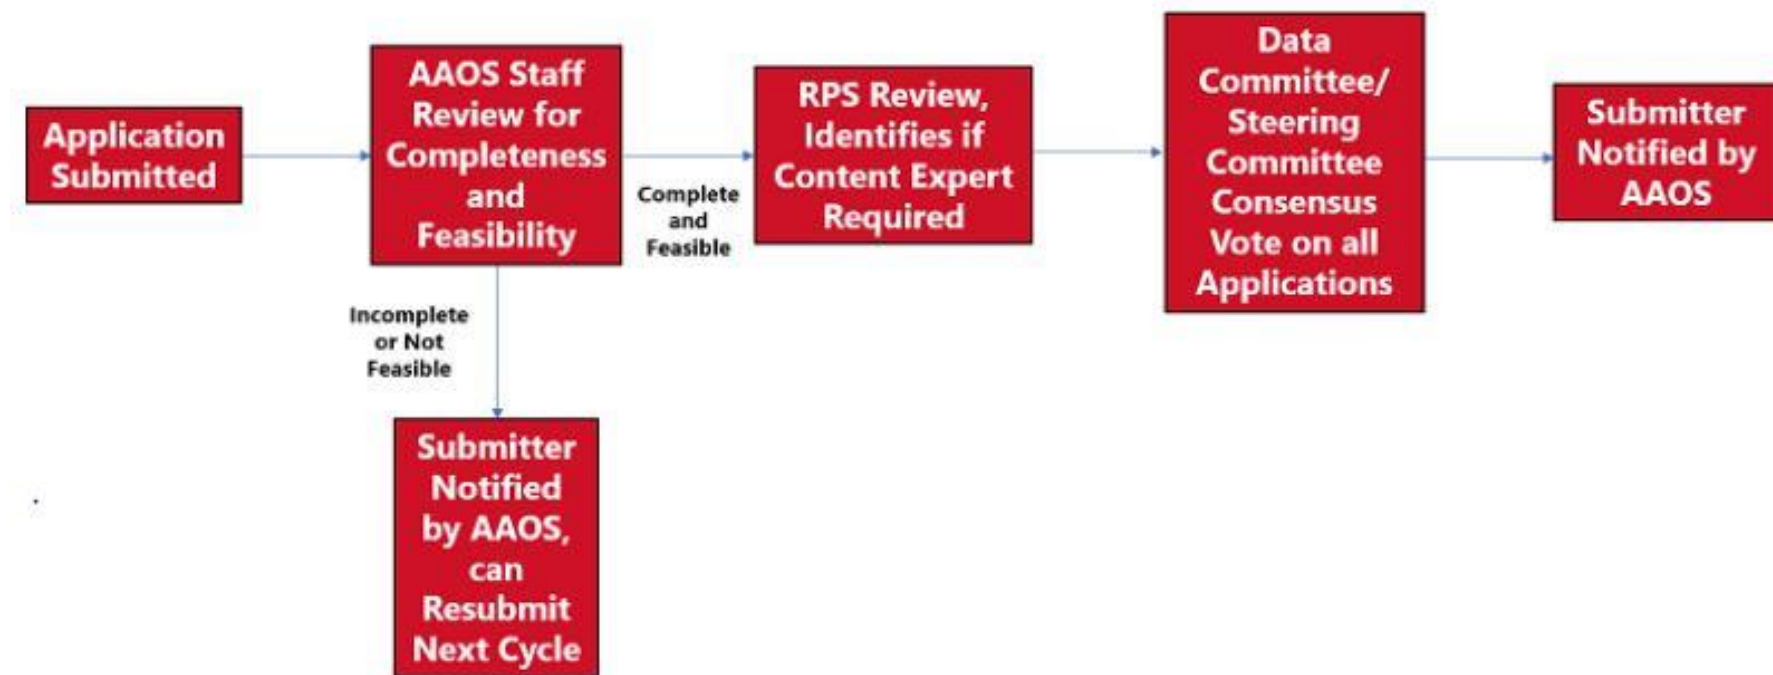 Application
Submitted
AAOS Staff
Review for
Completeness
and
Feasibility
Complete
and
Feasible
RPS Review,
Identifies if
Content Expert
Required
Data
Committee/
Steering
Committee
Consensus
Vote on all
Applications
Submitter
Notified by
AAOS
Incomplete
or Not
Feasible
Submitter
Notified
by AAOS,
can
Resubmit
Next Cycle